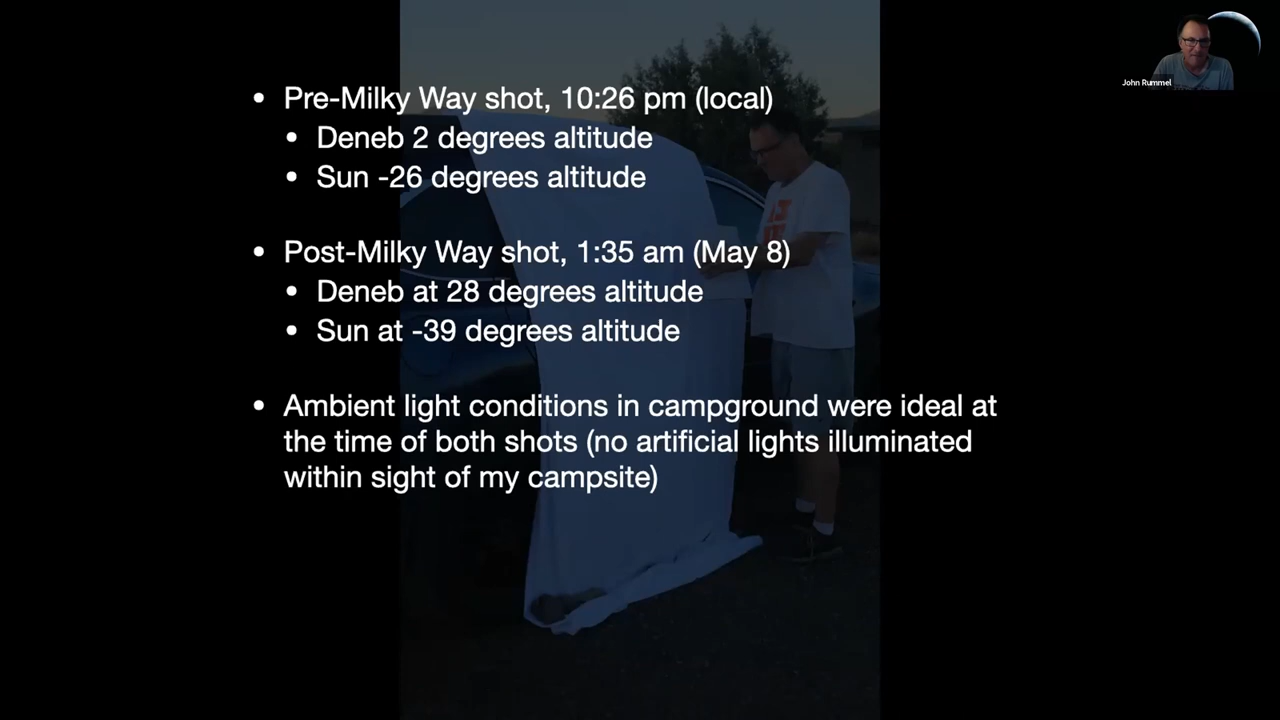 John Rummel
• Pre-Milky Way shot, 10:26 pm (local)
• Deneb 2 degrees altitude
• Sun -26 degrees altitude
• Post-Milky Way shot, 1:35 am (May 8)
• Deneb at 28 degrees altitude
• Sun at -39 degrees altitude
• Ambient light conditions in campground were ideal at
the time of both shots (no artificial lights illuminated
within sight of my campsite)